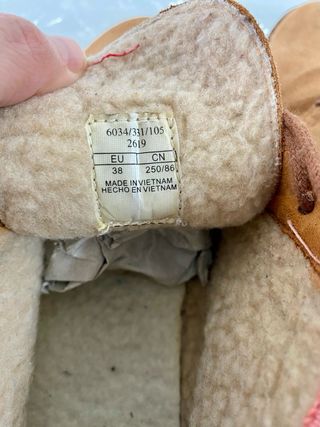 6034/331/105
2619
EU CN
38 250/86
MADE IN VIETNAM
HECHO EN VIETNAM